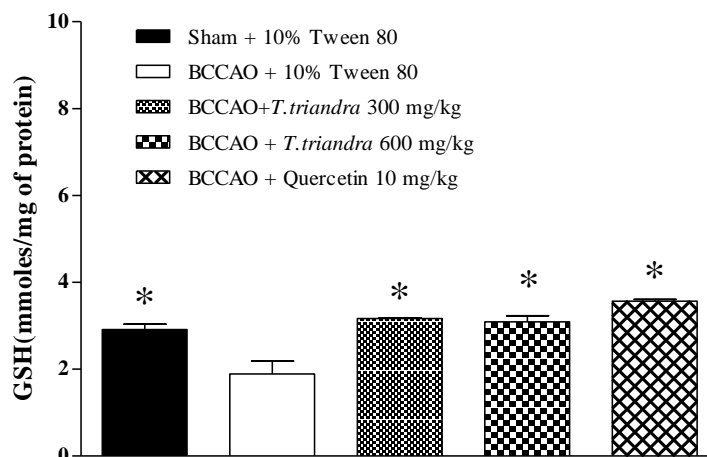 10
8
6
4
2
0
GSH(mmoles/mg of protein)
Sham + 10% Tween 80
BCCAO + 10% Tween 80
BCCAO+T.triandra 300 mg/kg
BCCAO + T.triandra 600 mg/kg
BCCAO + Quercetin 10 mg/kg
*
*
*
*